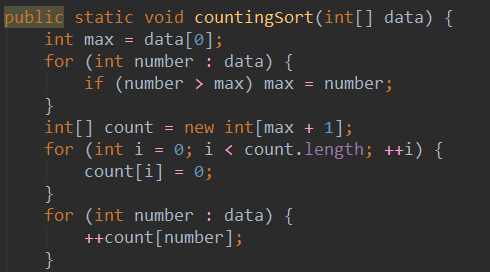 public static void countingSort(int[] data) {
    int max = data[0];
    for (int number : data) {
        if (number > max) max = number;
    }
    int[] count = new int[max + 1];
    for (int i = 0; i < count.length; ++i) {
        count[i] = 0;
    }
    for (int number : data) {
        ++count[number];
    }